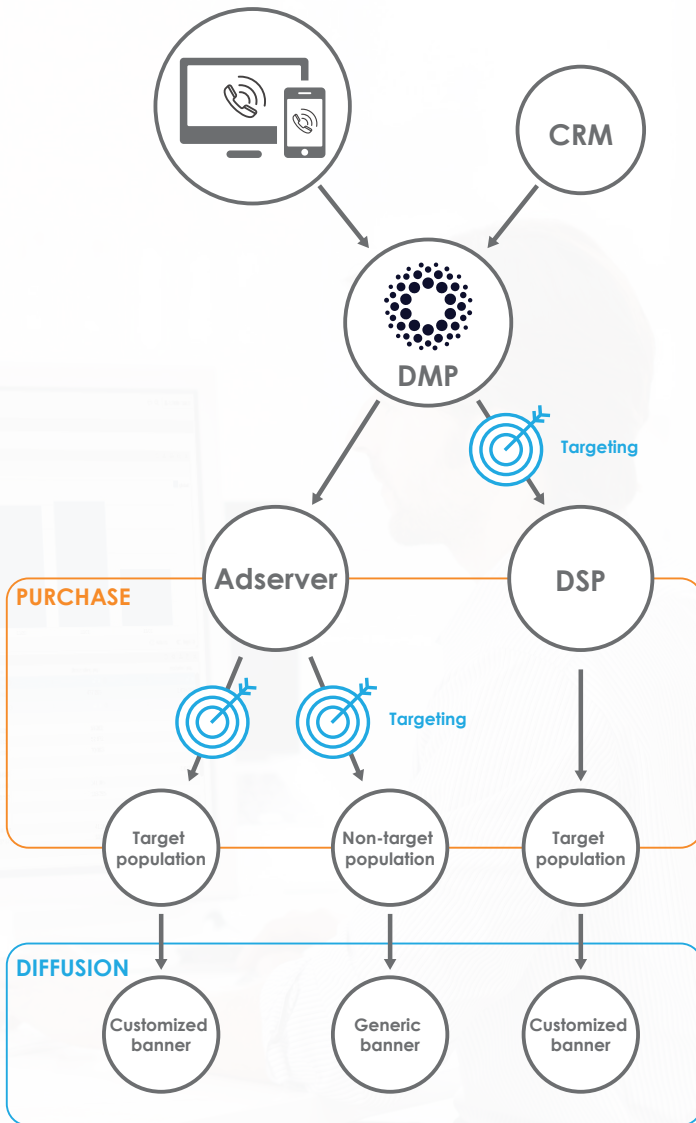 CRM
DMP
Targeting
Adserver
DSP
PURCHASE
Targeting
Target
population
Non-target
population
Target
population
DIFFUSION
Customized
banner
Generic
banner
Customized
banner